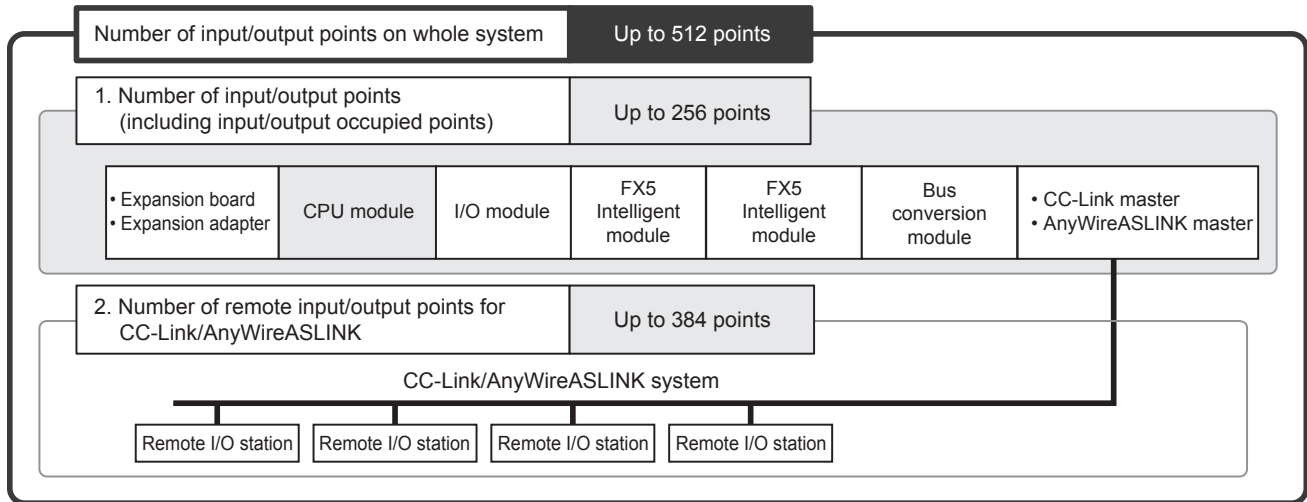 Number of input/output points on whole system
Up to 512 points
1. Number of input/output points
(including input/output occupied points)
Up to 256 points
• Expansion board
• Expansion adapter
CPU module
I/O module
FX5
Intelligent
module
FX5
Intelligent
module
Bus
conversion
module
• CC-Link master
• AnyWireASLINK master
2. Number of remote input/output points for
CC-Link/AnyWireASLINK
Up to 384 points
CC-Link/AnyWireASLINK system
Remote I/O station
Remote I/O station
Remote I/O station
Remote I/O station